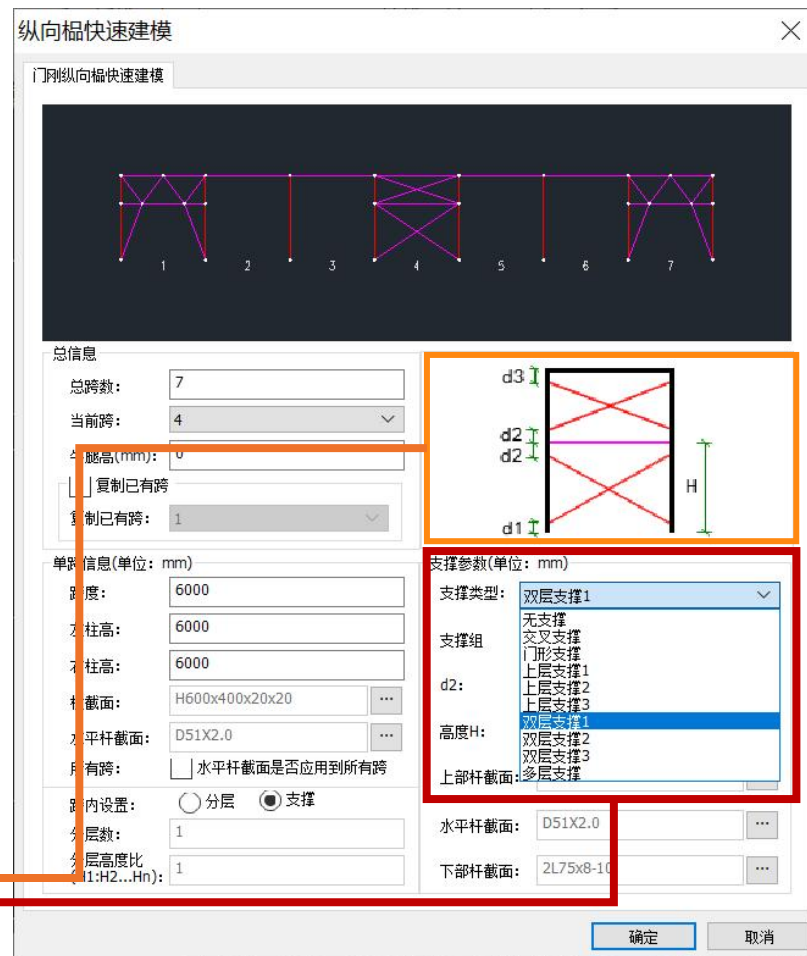 纵向榀快速建模
门刚纵向榀快速建模
1 2 3 4 5 6 7
总信息
总跨数: 7
当前跨: 4
腿高(mm): 0
复制已有跨
复制已有跨: 1
d3
d2
d2
H
d1
单跨信息(单位: mm)
跨度: 6000
左柱高: 6000
右柱高: 6000
截面: H600x400x20x20 ...
水平杆截面: D51X2.0 ...
所有跨: 水平杆截面是否应用到所有跨
跨内设置: 分层 支撑
分层数: 1
分层高度比
(H1:H2...Hn): 1
支撑参数(单位: mm)
支撑类型: 双层支撑1
无支撑
交叉支撑
支撑组
门形支撑
上层支撑1
上层支撑2
d2:
上层支撑3
双层支撑1
高度H:
双层支撑2
双层支撑3
多层支撑
上部杆截面:
水平杆截面: D51X2.0 ...
下部杆截面: 2L75x8-10 ...
确定 取消